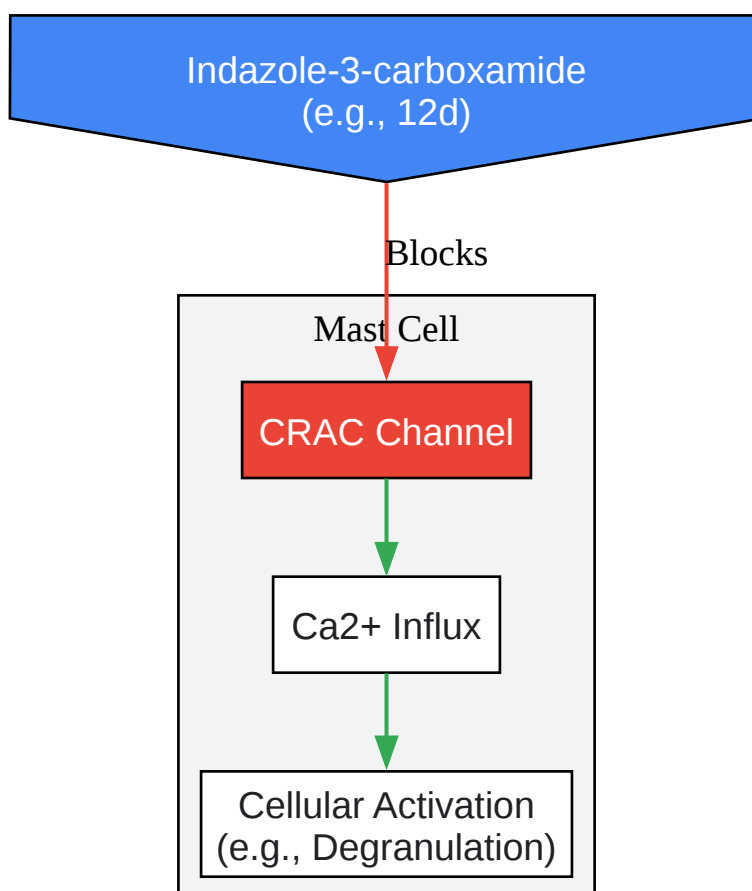 Indazole-3-carboxamide
(e.g., 12d)
Blocks
Mast Cell
CRAC Channel
Ca2+ Influx
Cellular Activation
(e.g., Degranulation)